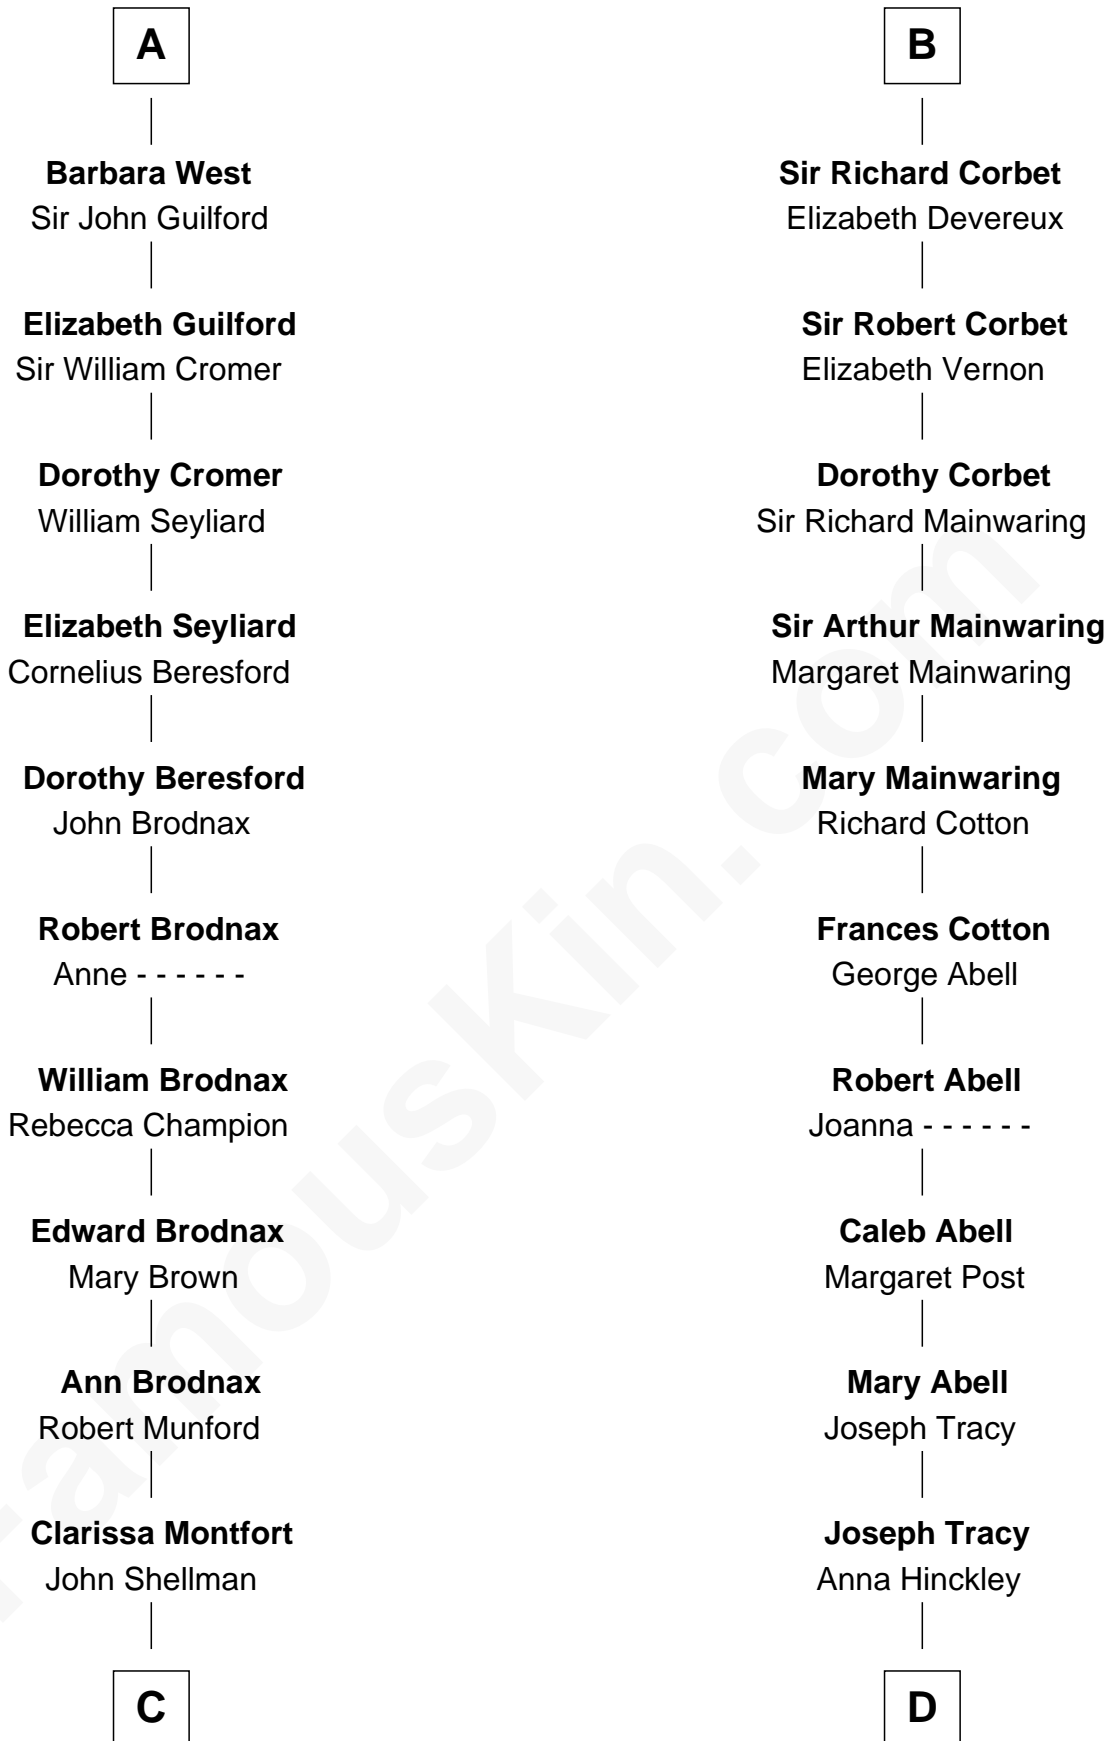 A
Barbara West
Sir John Guilford
Elizabeth Guilford
Sir William Cromer
Dorothy Cromer
William Seyliard
Elizabeth Seyliard
Cornelius Beresford
Dorothy Beresford
John Brodnax
Robert Brodnax
Anne - - - - - -
William Brodnax
Rebecca Champion
Edward Brodnax
Mary Brown
Ann Brodnax
Robert Munford
Clarissa Montfort
John Shellman
C
B
Sir Richard Corbet
Elizabeth Devereux
Sir Robert Corbet
Elizabeth Vernon
Dorothy Corbet
Sir Richard Mainwaring
Sir Arthur Mainwaring
Margaret Mainwaring
Mary Mainwaring
Richard Cotton
Frances Cotton
George Abell
Robert Abell
Joanna - - - - - -
Caleb Abell
Margaret Post
Mary Abell
Joseph Tracy
Joseph Tracy
Anna Hinckley
D
FamousKin.com